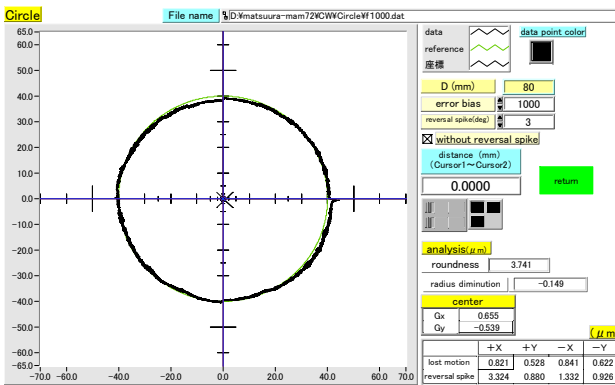 Circle
File name D:¥matsuura-mam72¥CW¥Circle¥f1000.dat
65.0
60.0
50.0
40.0
30.0
20.0
10.0
0.0
-10.0
-20.0
-30.0
-40.0
-50.0
-60.0
-65.0
-70.0 -60.0 -40.0 -20.0 0.0 20.0 40.0 60.0 70.0
data
reference
座標
data point color
D (mm) 80
error bias 1000
reversal spike(deg) 3
without reversal spike
distance (mm)
(Cursor1～Cursor2)
0.0000
return
analysis(μm)
roundness 3.741
radius diminution -0.149
center
Gx 0.655
Gy -0.539
(μm
+X +Y -X -Y
lost motion 0.821 0.528 0.841 0.622
reversal spike 3.324 0.880 1.332 0.926